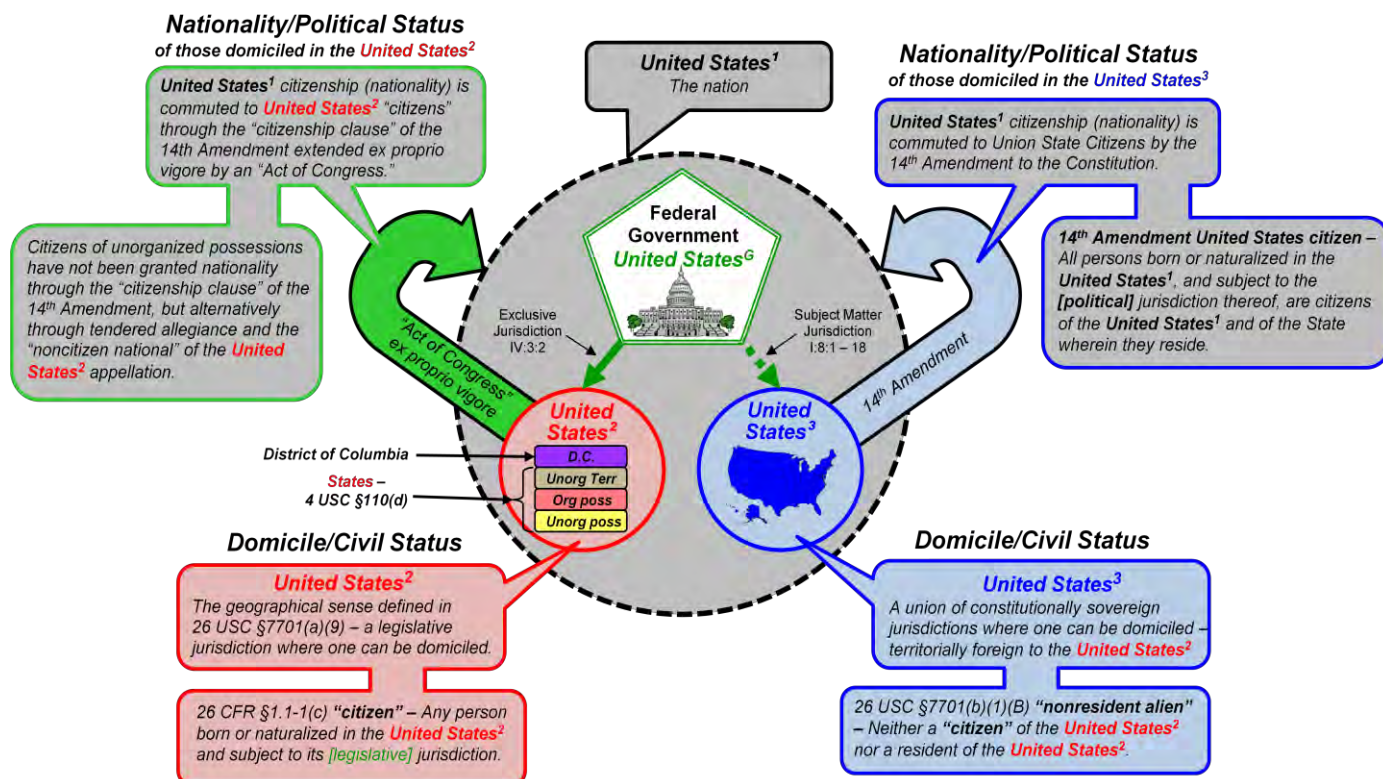 Nationality/Political Status
of those domiciled in the United States²
United States¹ citizenship (nationality) is
commuted to United States² “citizens”
through the “citizenship clause” of the
14th Amendment extended ex proprio
vigore by an “Act of Congress.”
Citizens of unorganized possessions
have not been granted nationality
through the “citizenship clause” of the
14th Amendment, but alternatively
through tendered allegiance and the
“noncitizen national” of the United
States² appellation.
United States¹
The nation
Nationality/Political Status
of those domiciled in the United States³
United States¹ citizenship (nationality) is
commuted to Union State Citizens by the
14th Amendment to the Constitution.
14th Amendment United States citizen –
All persons born or naturalized in the
United States¹, and subject to the
[political] jurisdiction thereof, are citizens
of the United States¹ and of the State
wherein they reside.
Federal
Government
United Statesᴳ
Exclusive
Jurisdiction
IV:3:2
Subject Matter
Jurisdiction
I:8:1 – 18
“Act of Congress”
ex proprio vigore
14th Amendment
United
States²
D.C.
Unorg Terr
Org poss
Unorg poss
District of Columbia
States –
4 USC §110(d)
United
States³
Domicile/Civil Status
United States²
The geographical sense defined in
26 USC §7701(a)(9) – a legislative
jurisdiction where one can be domiciled.
26 CFR §1.1-1(c) “citizen” – Any person
born or naturalized in the United States²
and subject to its [legislative] jurisdiction.
Domicile/Civil Status
United States³
A union of constitutionally sovereign
jurisdictions where one can be domiciled –
territorially foreign to the United States²
26 USC §7701(b)(1)(B) “nonresident alien”
– Neither a “citizen” of the United States²
nor a resident of the United States².